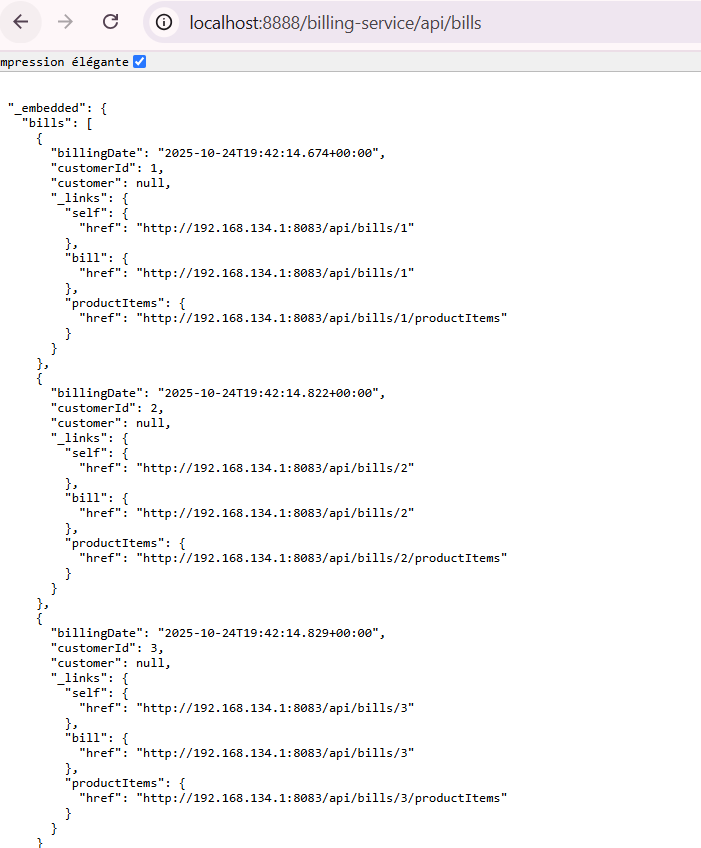 localhost:8888/billing-service/api/bills
mpression élégante
"_embedded": {
"bills": [
{
"billingDate": "2025-10-24T19:42:14.674+00:00",
"customerId": 1,
"customer": null,
"_links": {
"self": {
"href": "http://192.168.134.1:8083/api/bills/1"
},
"bill": {
"href": "http://192.168.134.1:8083/api/bills/1"
},
"productItems": {
"href": "http://192.168.134.1:8083/api/bills/1/productItems"
}
}
},
{
"billingDate": "2025-10-24T19:42:14.822+00:00",
"customerId": 2,
"customer": null,
"_links": {
"self": {
"href": "http://192.168.134.1:8083/api/bills/2"
},
"bill": {
"href": "http://192.168.134.1:8083/api/bills/2"
},
"productItems": {
"href": "http://192.168.134.1:8083/api/bills/2/productItems"
}
}
},
{
"billingDate": "2025-10-24T19:42:14.829+00:00",
"customerId": 3,
"customer": null,
"_links": {
"self": {
"href": "http://192.168.134.1:8083/api/bills/3"
},
"bill": {
"href": "http://192.168.134.1:8083/api/bills/3"
},
"productItems": {
"href": "http://192.168.134.1:8083/api/bills/3/productItems"
}
}
}